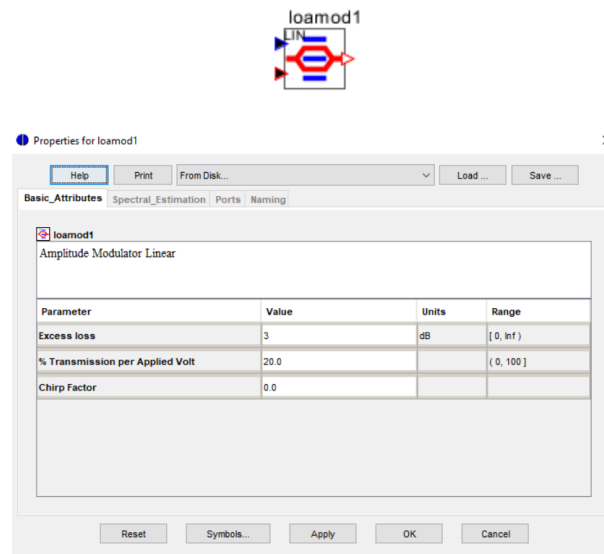 loamod1
LIN
Properties for loamod1
Help Print From Disk... Load ... Save ...
Basic_Attributes Spectral_Estimation Ports Naming
loamod1
Amplitude Modulator Linear
Parameter Value Units Range
Excess loss 3 dB [ 0, Inf )
% Transmission per Applied Volt 20.0 ( 0, 100 ]
Chirp Factor 0.0
Reset Symbols... Apply OK Cancel